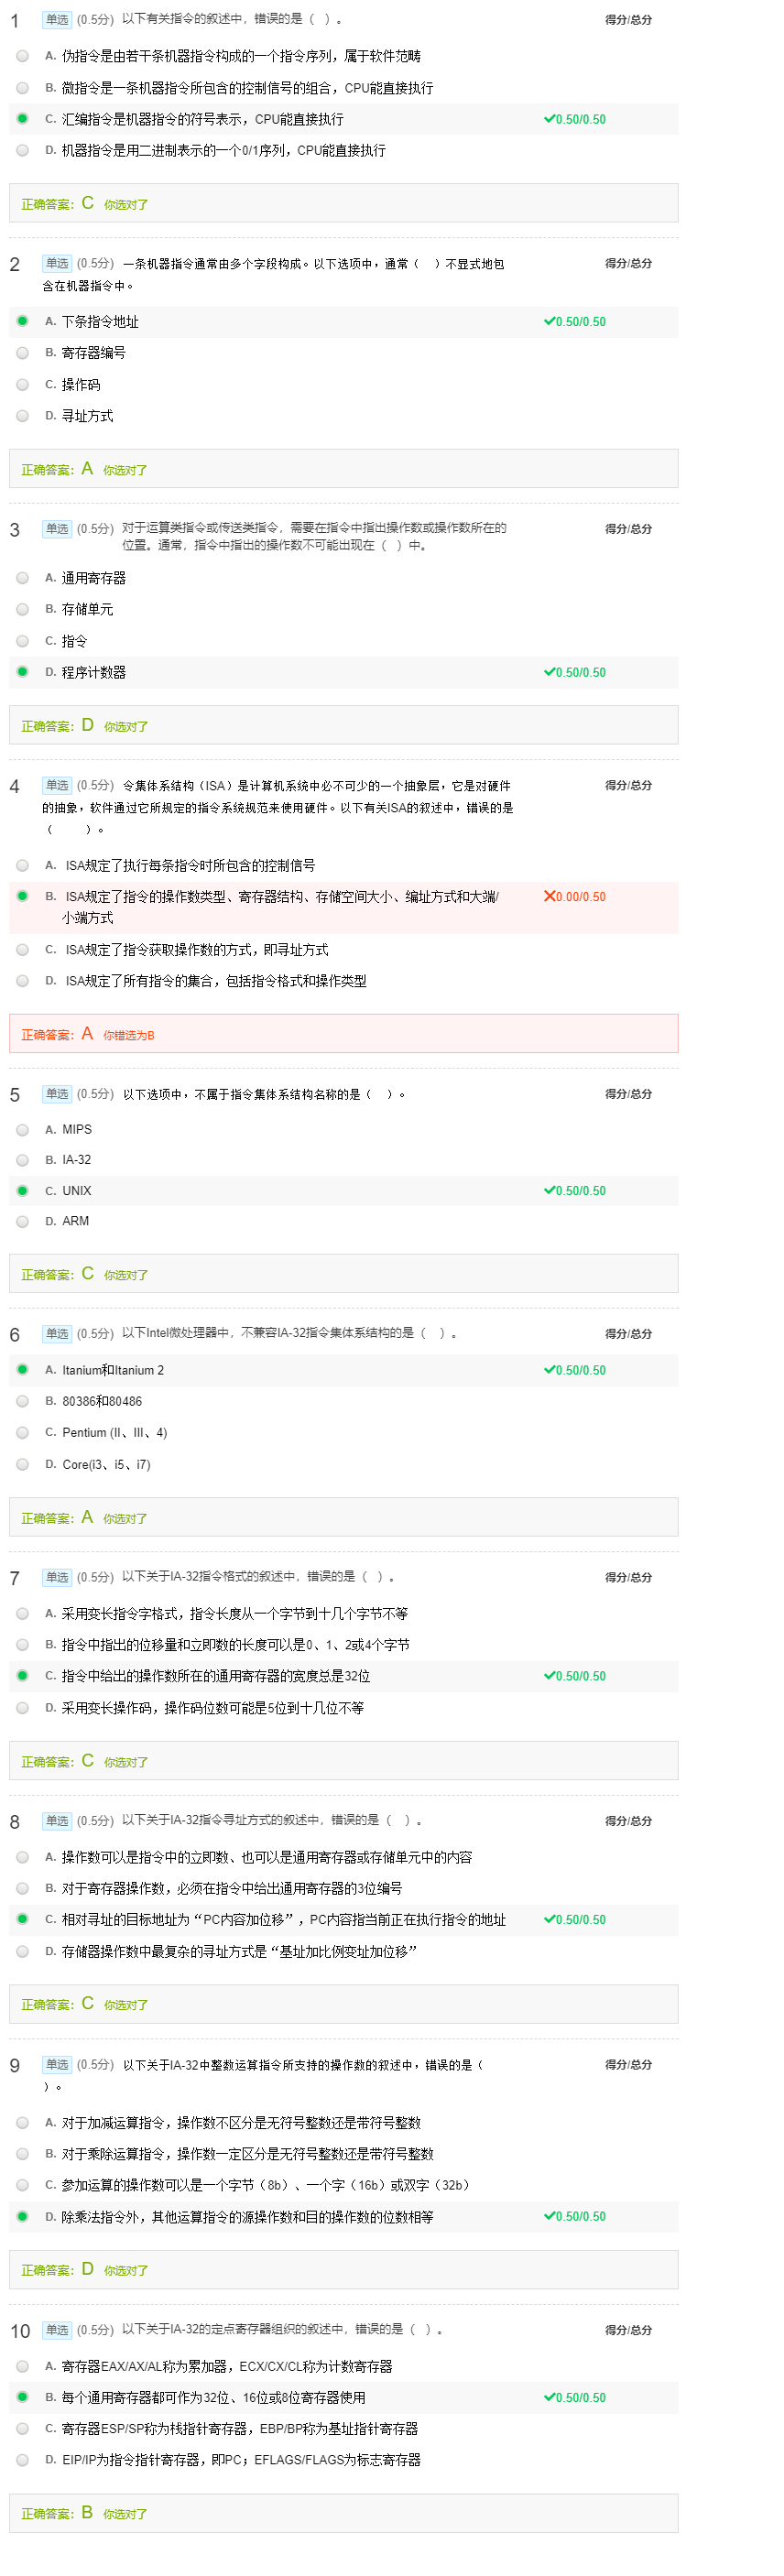 1 单选 (0.5分) 以下有关指令的叙述中，错误的是（ ）。 得分/总分
A. 伪指令是由若干条机器指令构成的一个指令序列，属于软件范畴
B. 微指令是一条机器指令所包含的控制信号的组合，CPU能直接执行
C. 汇编指令是机器指令的符号表示，CPU能直接执行 0.50/0.50
D. 机器指令是用二进制表示的一个0/1序列，CPU能直接执行
正确答案：C 你选对了
2 单选 (0.5分) 一条机器指令通常由多个字段构成。以下选项中，通常（ ）不显式地包 得分/总分
含在机器指令中。
A. 下条指令地址 0.50/0.50
B. 寄存器编号
C. 操作码
D. 寻址方式
正确答案：A 你选对了
3 单选 (0.5分) 对于运算类指令或传送类指令，需要在指令中指出操作数或操作数所在的 得分/总分
位置。通常，指令中指出的操作数不可能出现在（ ）中。
A. 通用寄存器
B. 存储单元
C. 指令
D. 程序计数器 0.50/0.50
正确答案：D 你选对了
4 单选 (0.5分) 令集体系结构（ISA）是计算机系统中必不可少的一个抽象层，它是对硬件 得分/总分
的抽象，软件通过它所规定的指令系统规范来使用硬件。以下有关ISA的叙述中，错误的是
（ ）。
A. ISA规定了执行每条指令时所包含的控制信号
B. ISA规定了指令的操作数类型、寄存器结构、存储空间大小、编址方式和大端/ 0.00/0.50
小端方式
C. ISA规定了指令获取操作数的方式，即寻址方式
D. ISA规定了所有指令的集合，包括指令格式和操作类型
正确答案：A 你错选为B
5 单选 (0.5分) 以下选项中，不属于指令集体系结构名称的是（ ）。 得分/总分
A. MIPS
B. IA-32
C. UNIX 0.50/0.50
D. ARM
正确答案：C 你选对了
6 单选 (0.5分) 以下Intel微处理器中，不兼容IA-32指令集体系结构的是（ ）。 得分/总分
A. Itanium和Itanium 2 0.50/0.50
B. 80386和80486
C. Pentium (II、III、4)
D. Core(i3、i5、i7)
正确答案：A 你选对了
7 单选 (0.5分) 以下关于IA-32指令格式的叙述中，错误的是（ ）。 得分/总分
A. 采用变长指令字格式，指令长度从一个字节到十几个字节不等
B. 指令中指出的位移量和立即数的长度可以是0、1、2或4个字节
C. 指令中给出的操作数所在的通用寄存器的宽度总是32位 0.50/0.50
D. 采用变长操作码，操作码位数可能是5位到十几位不等
正确答案：C 你选对了
8 单选 (0.5分) 以下关于IA-32指令寻址方式的叙述中，错误的是（ ）。 得分/总分
A. 操作数可以是指令中的立即数、也可以是通用寄存器或存储单元中的内容
B. 对于寄存器操作数，必须在指令中给出通用寄存器的3位编号
C. 相对寻址的目标地址为“PC内容加位移”，PC内容指当前正在执行指令的地址 0.50/0.50
D. 存储器操作数中最复杂的寻址方式是“基址加比例变址加位移”
正确答案：C 你选对了
9 单选 (0.5分) 以下关于IA-32中整数运算指令所支持的操作数的叙述中，错误的是（ 得分/总分
）。
A. 对于加减运算指令，操作数不区分是无符号整数还是带符号整数
B. 对于乘除运算指令，操作数一定区分是无符号整数还是带符号整数
C. 参加运算的操作数可以是一个字节（8b）、一个字（16b）或双字（32b）
D. 除乘法指令外，其他运算指令的源操作数和目的操作数的位数相等 0.50/0.50
正确答案：D 你选对了
10 单选 (0.5分) 以下关于IA-32的定点寄存器组织的叙述中，错误的是（ ）。 得分/总分
A. 寄存器EAX/AX/AL称为累加器，ECX/CX/CL称为计数寄存器
B. 每个通用寄存器都可作为32位、16位或8位寄存器使用 0.50/0.50
C. 寄存器ESP/SP称为栈指针寄存器，EBP/BP称为基址指针寄存器
D. EIP/IP为指令指针寄存器，即PC；EFLAGS/FLAGS为标志寄存器
正确答案：B 你选对了